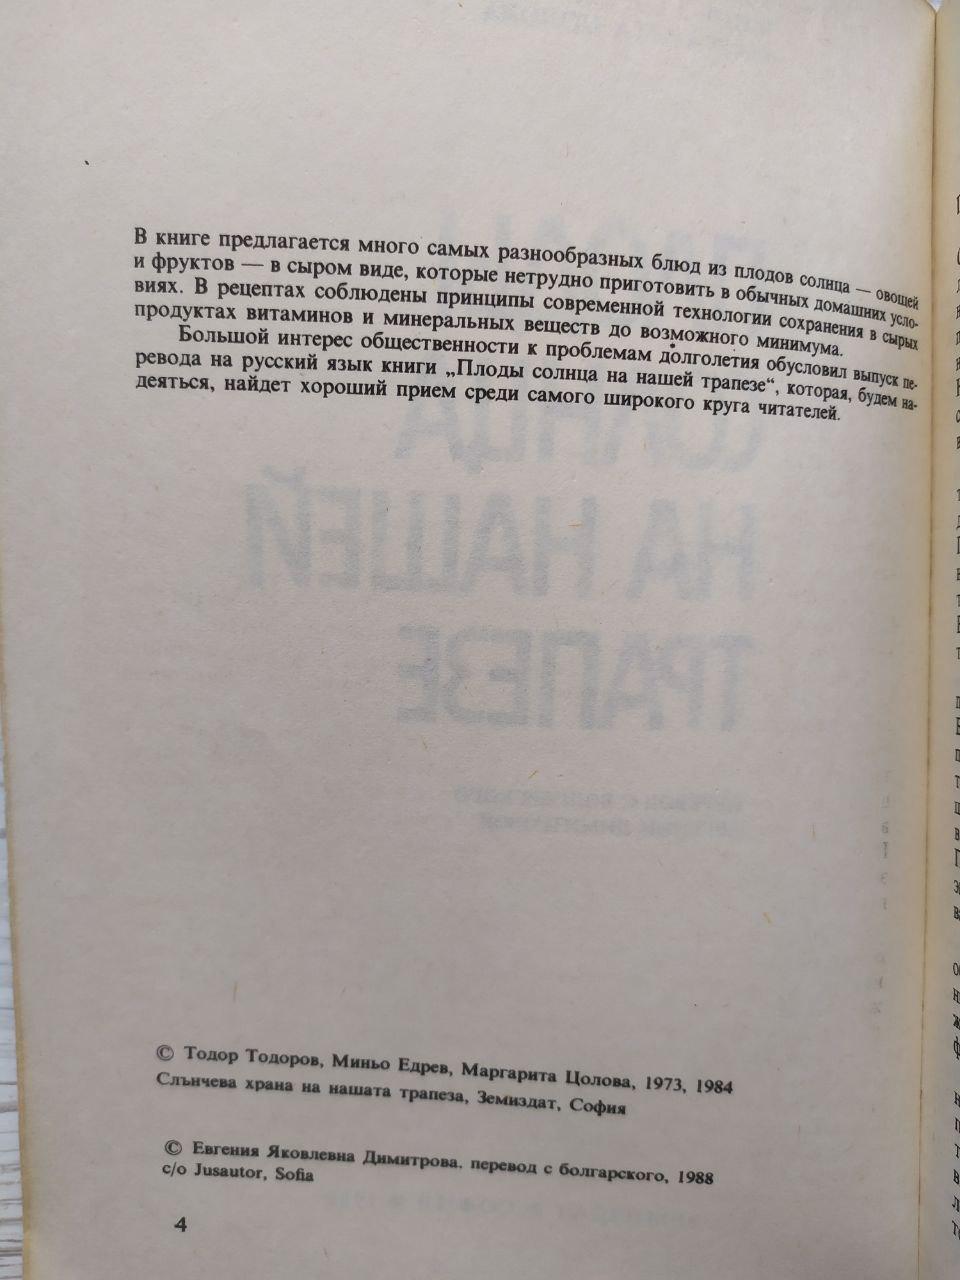 В книге предлагается много самых разнообразных блюд из плодов солнца — овощей
и фруктов — в сыром виде, которые нетрудно приготовить в обычных домашних усло-
виях. В рецептах соблюдены принципы современной технологии сохранения в сырых
продуктах витаминов и минеральных веществ до возможного минимума.
Большой интерес общественности к проблемам долголетия обусловил выпуск пе-
ревода на русский язык книги „Плоды солнца на нашей трапезе“, которая, будем на-
деяться, найдет хороший прием среди самого широкого круга читателей.
НА НАШЕЙ
ТРАПЕЗЕ
© Тодор Тодоров, Миньо Едрев, Маргарита Цолова, 1973, 1984
Слънчева храна на нашата трапеза, Земиздат, София
© Евгения Яковлевна Димитрова. перевод с болгарского, 1988
c/o Jusautor, Sofia
4